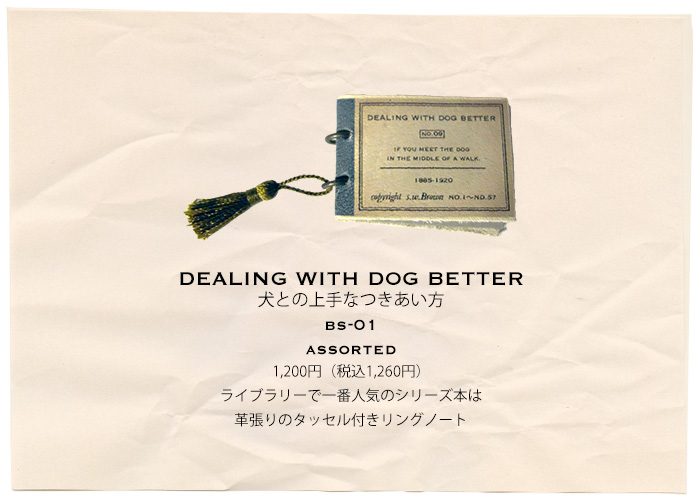 DEALING WITH DOG BETTER
NO.09
IF YOU MEET THE DOG
IN THE MIDDLE OF A WALK.
1885-1920
copyright s.w.Brown NO.1～NO.57
DEALING WITH DOG BETTER
犬との上手なつきあい方
BS-01
ASSORTED
1,200円（税込1,260円）
ライブラリーで一番人気のシリーズ本は
革張りのタッセル付きリングノート